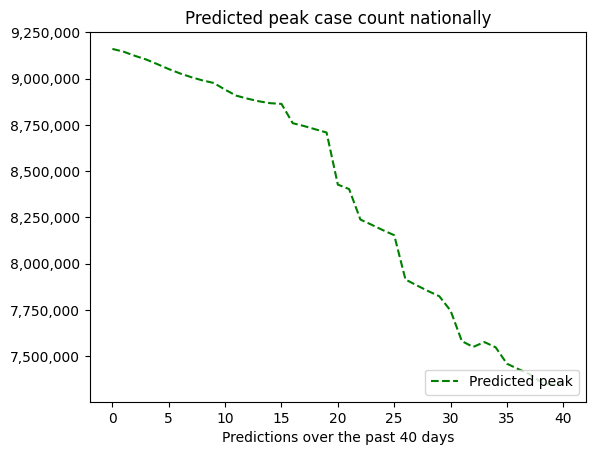 Predicted peak case count nationally
9,250,000
9,000,000
8,750,000
8,500,000
8,250,000
8,000,000
7,750,000
7,500,000
Predicted peak
0 5 10 15 20 25 30 35 40
Predictions over the past 40 days